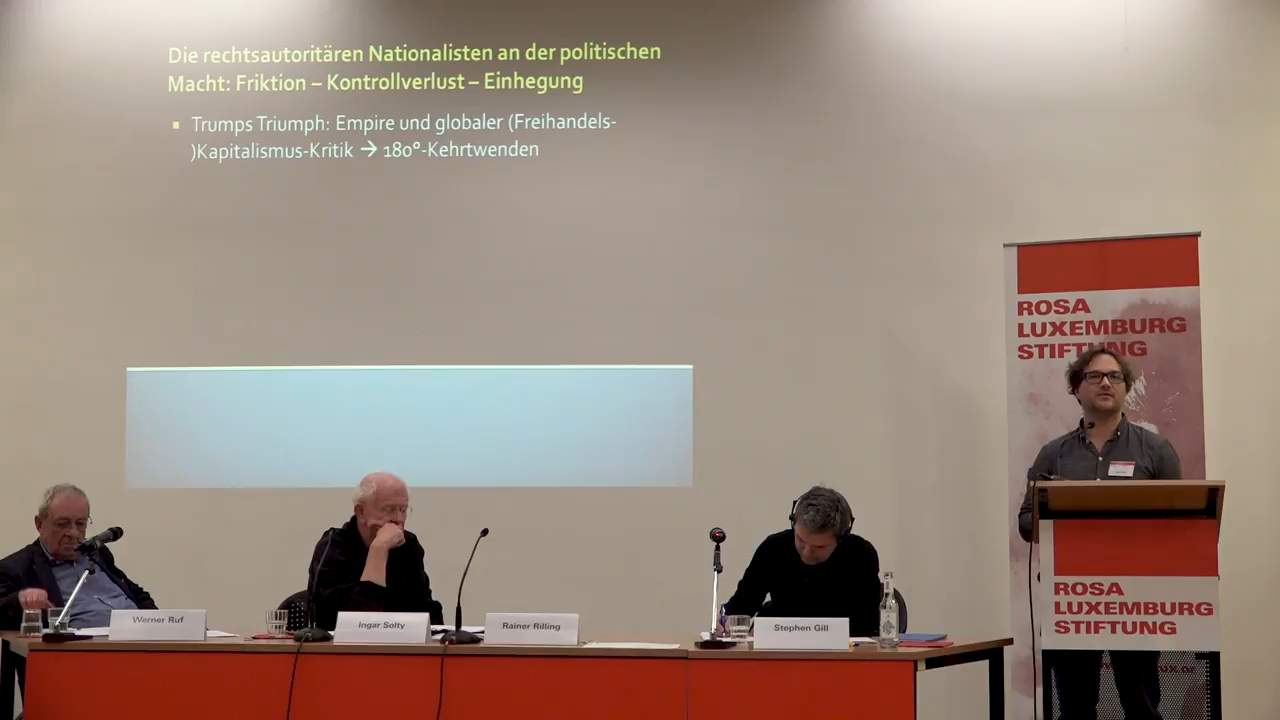 Die rechtsautoritären Nationalisten an der politischen
Macht: Friktion – Kontrollverlust – Einhegung
▪ Trumps Triumph: Empire und globaler (Freihandels-
)Kapitalismus-Kritik → 180°-Kehrtwenden
ROSA
LUXEMBURG
STIFTUNG
ROSA
LUXEMBURG
STIFTUNG
Werner Ruf
Ingar Solty
Rainer Rilling
Stephen Gill